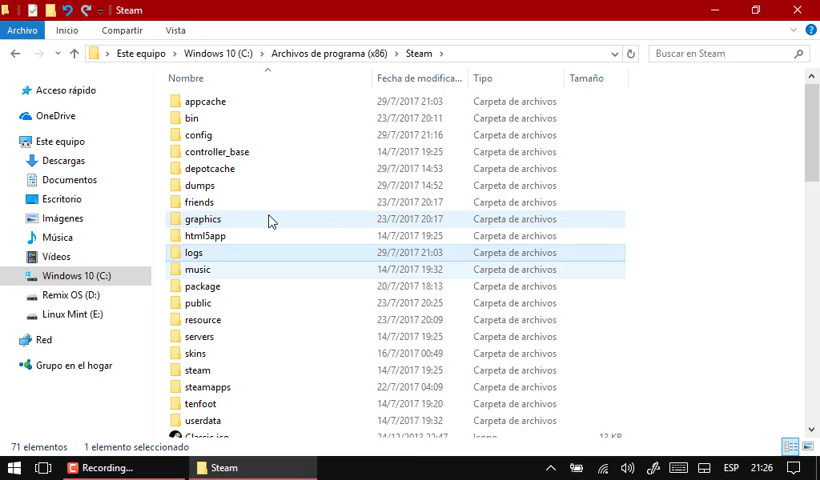 Steam
Archivo Inicio Compartir Vista
Este equipo Windows 10 (C:) Archivos de programa (x86) Steam Buscar en Steam
Nombre Fecha de modifica... Tipo Tamaño
Acceso rápido
OneDrive
Este equipo
Descargas
Documentos
Escritorio
Imágenes
Música
Vídeos
Windows 10 (C:)
Remix OS (D:)
Linux Mint (E:)
Red
Grupo en el hogar
appcache 29/7/2017 21:03 Carpeta de archivos
bin 23/7/2017 20:11 Carpeta de archivos
config 29/7/2017 21:16 Carpeta de archivos
controller_base 14/7/2017 19:25 Carpeta de archivos
depotcache 29/7/2017 14:53 Carpeta de archivos
dumps 29/7/2017 14:52 Carpeta de archivos
friends 23/7/2017 20:17 Carpeta de archivos
graphics 23/7/2017 20:17 Carpeta de archivos
html5app 14/7/2017 19:25 Carpeta de archivos
logs 29/7/2017 21:03 Carpeta de archivos
music 14/7/2017 19:32 Carpeta de archivos
package 20/7/2017 18:13 Carpeta de archivos
public 23/7/2017 20:25 Carpeta de archivos
resource 23/7/2017 20:09 Carpeta de archivos
servers 14/7/2017 19:25 Carpeta de archivos
skins 16/7/2017 00:49 Carpeta de archivos
steam 14/7/2017 19:25 Carpeta de archivos
steamapps 22/7/2017 04:09 Carpeta de archivos
tenfoot 14/7/2017 19:20 Carpeta de archivos
userdata 14/7/2017 19:32 Carpeta de archivos
Classic.ico 24/12/2013 22:47 Icono 13 KB
71 elementos 1 elemento seleccionado
Recording... Steam ESP 21:26